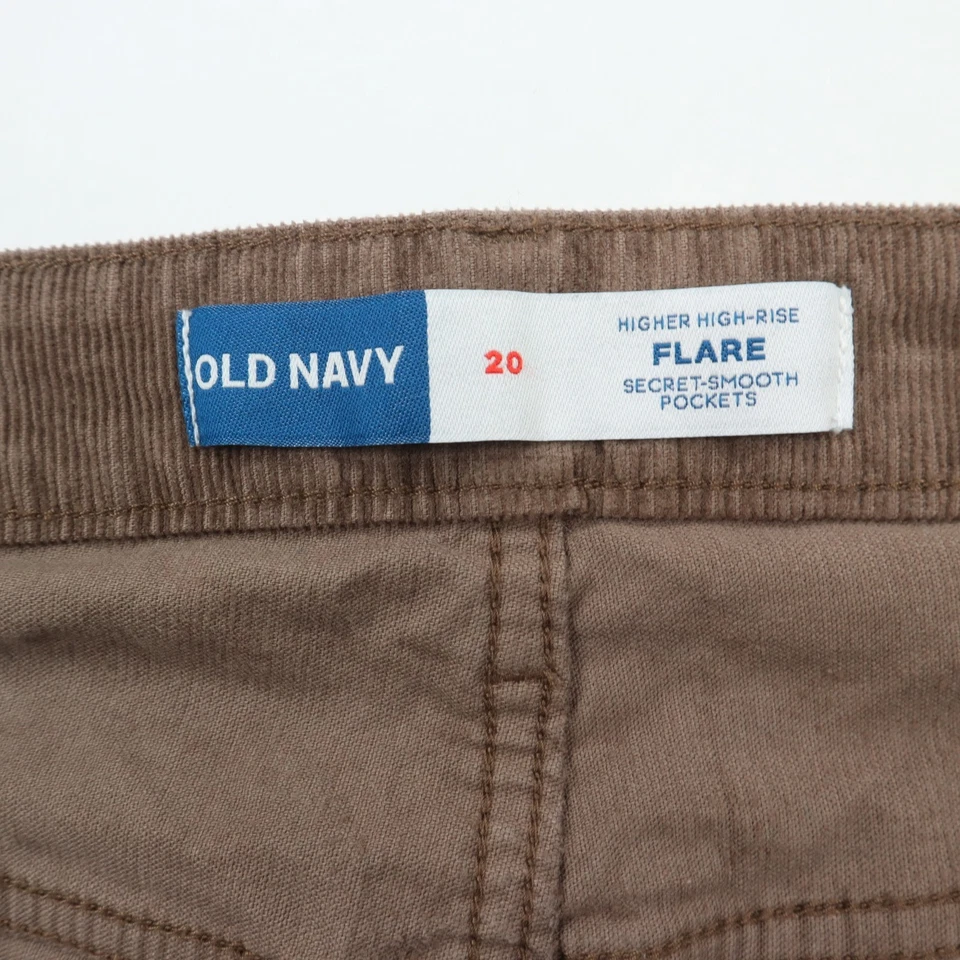 OLD NAVY
20
HIGHER HIGH-RISE
FLARE
SECRET-SMOOTH
POCKETS